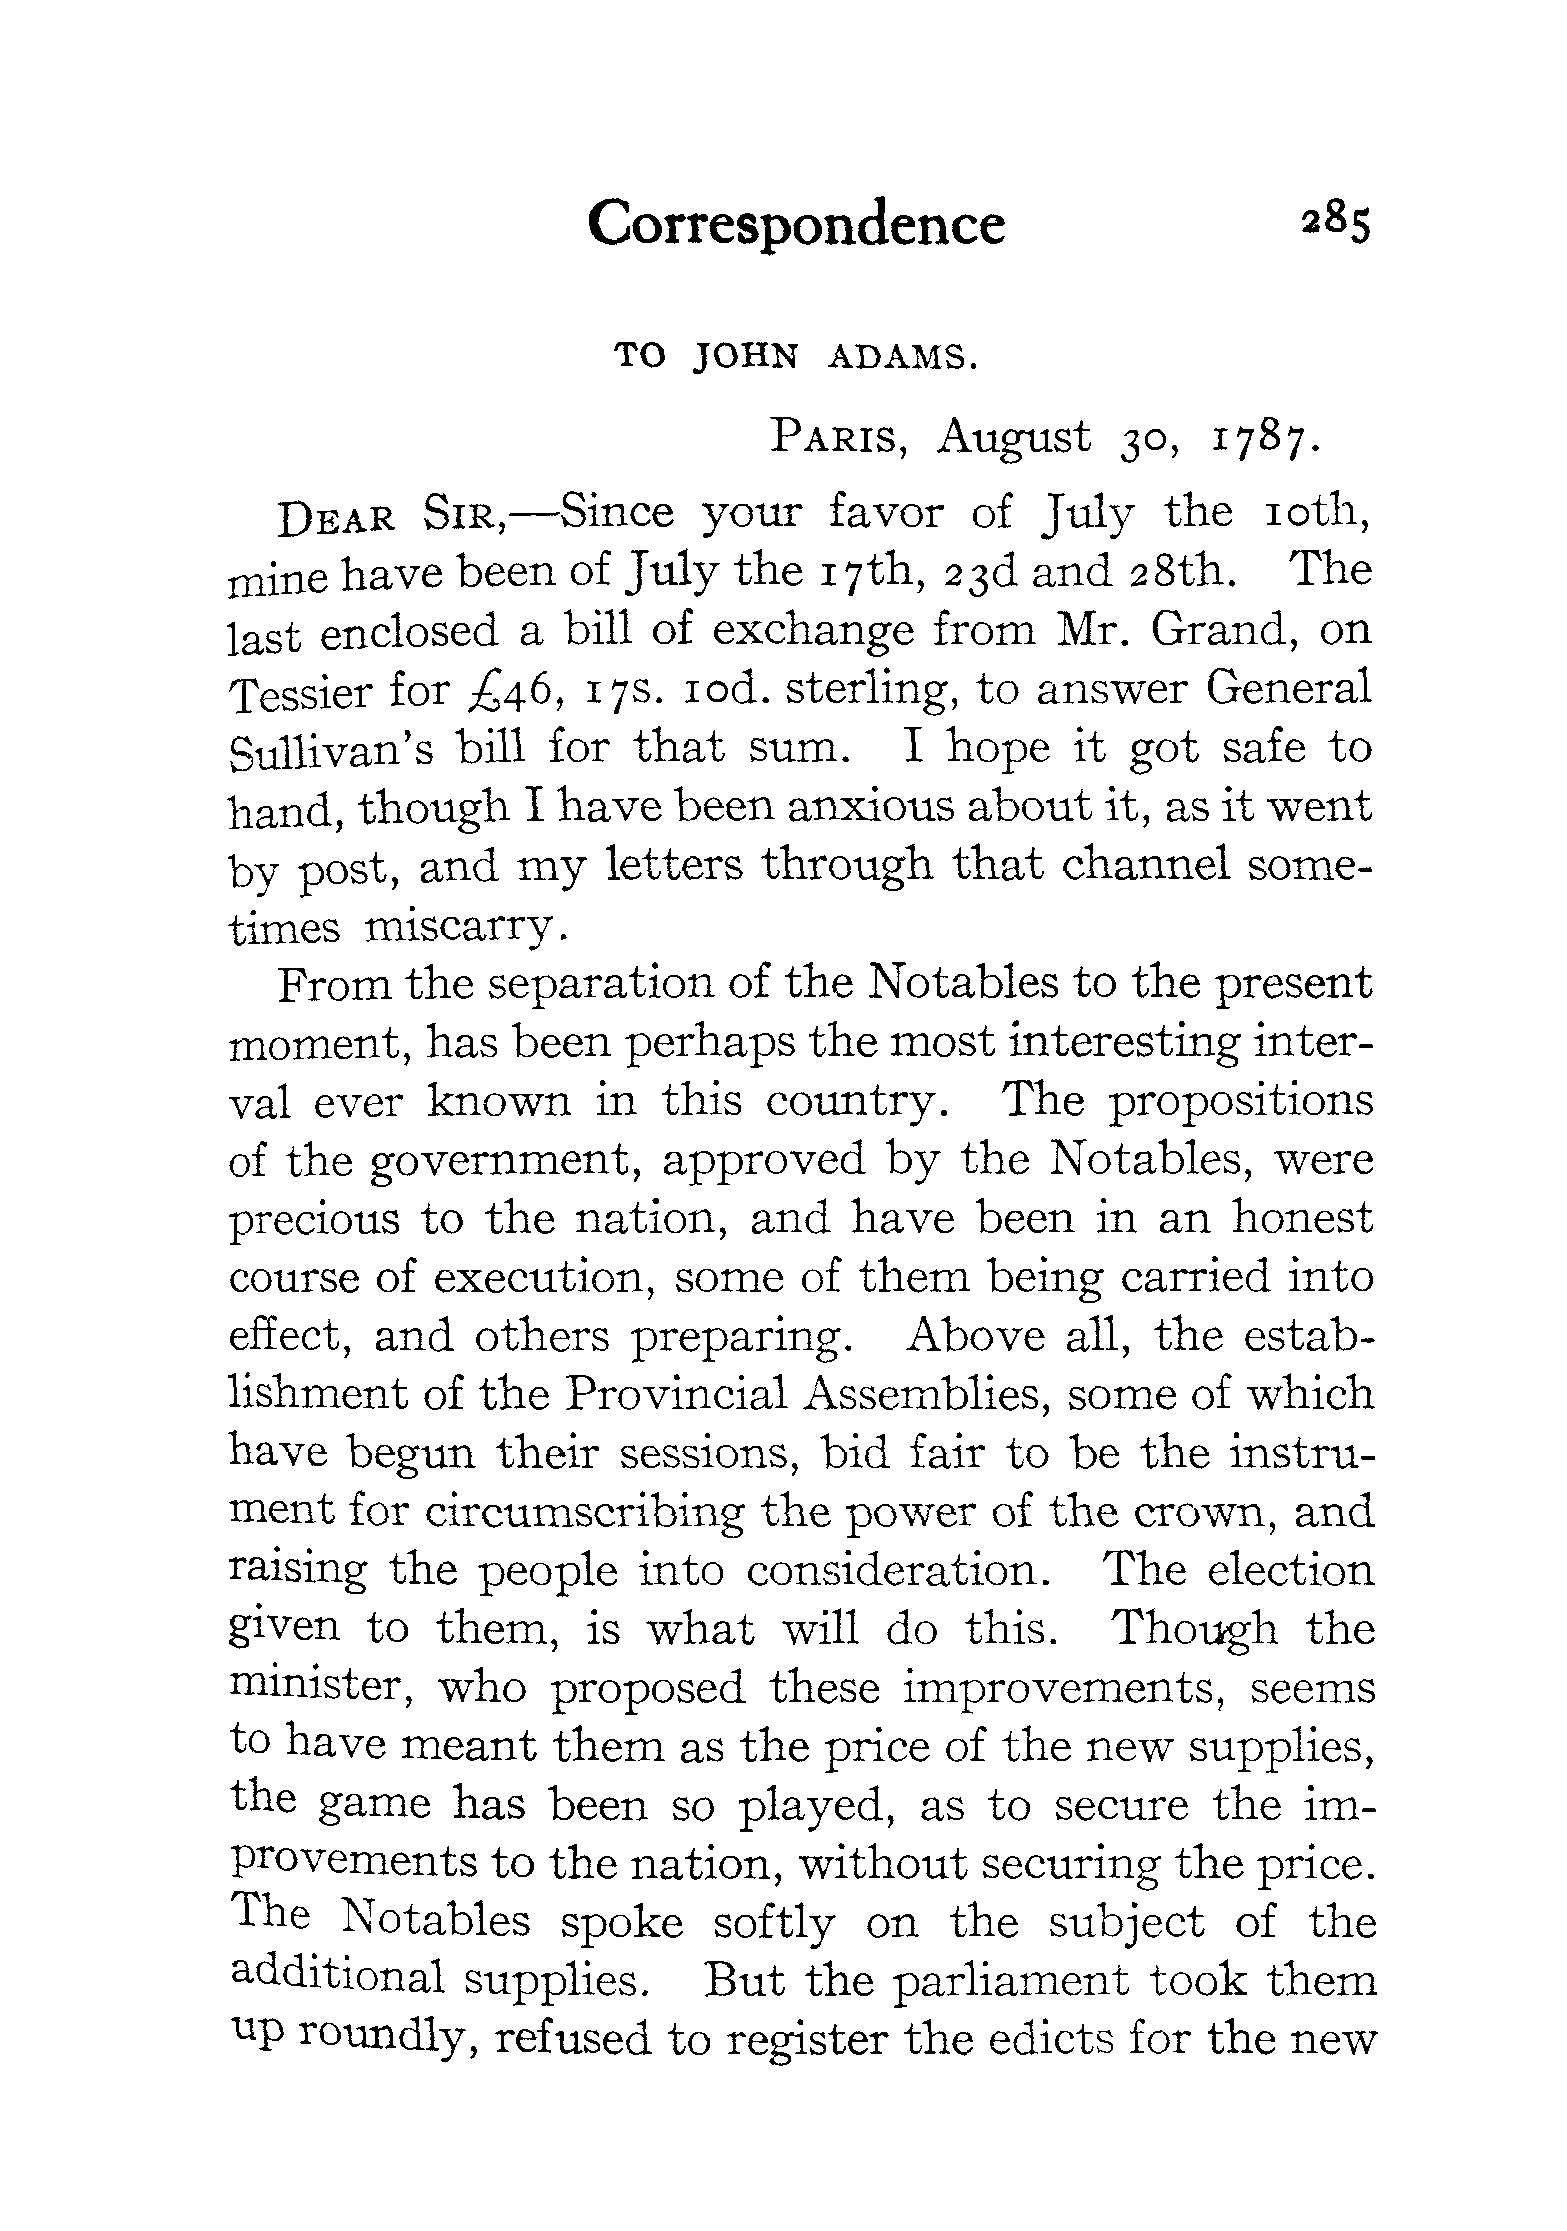 Correspondence 285
TO JOHN ADAMS.
PARIS, August 30, 1787.
DEAR SIR,—Since your favor of July the 10th,
mine have been of July the 17th, 23d and 28th. The
last enclosed a bill of exchange from Mr. Grand, on
Tessier for £46, 17s. 10d. sterling, to answer General
Sullivan's bill for that sum. I hope it got safe to
hand, though I have been anxious about it, as it went
by post, and my letters through that channel some-
times miscarry.
From the separation of the Notables to the present
moment, has been perhaps the most interesting inter-
val ever known in this country. The propositions
of the government, approved by the Notables, were
precious to the nation, and have been in an honest
course of execution, some of them being carried into
effect, and others preparing. Above all, the estab-
lishment of the Provincial Assemblies, some of which
have begun their sessions, bid fair to be the instru-
ment for circumscribing the power of the crown, and
raising the people into consideration. The election
given to them, is what will do this. Though the
minister, who proposed these improvements, seems
to have meant them as the price of the new supplies,
the game has been so played, as to secure the im-
provements to the nation, without securing the price.
The Notables spoke softly on the subject of the
additional supplies. But the parliament took them
up roundly, refused to register the edicts for the new